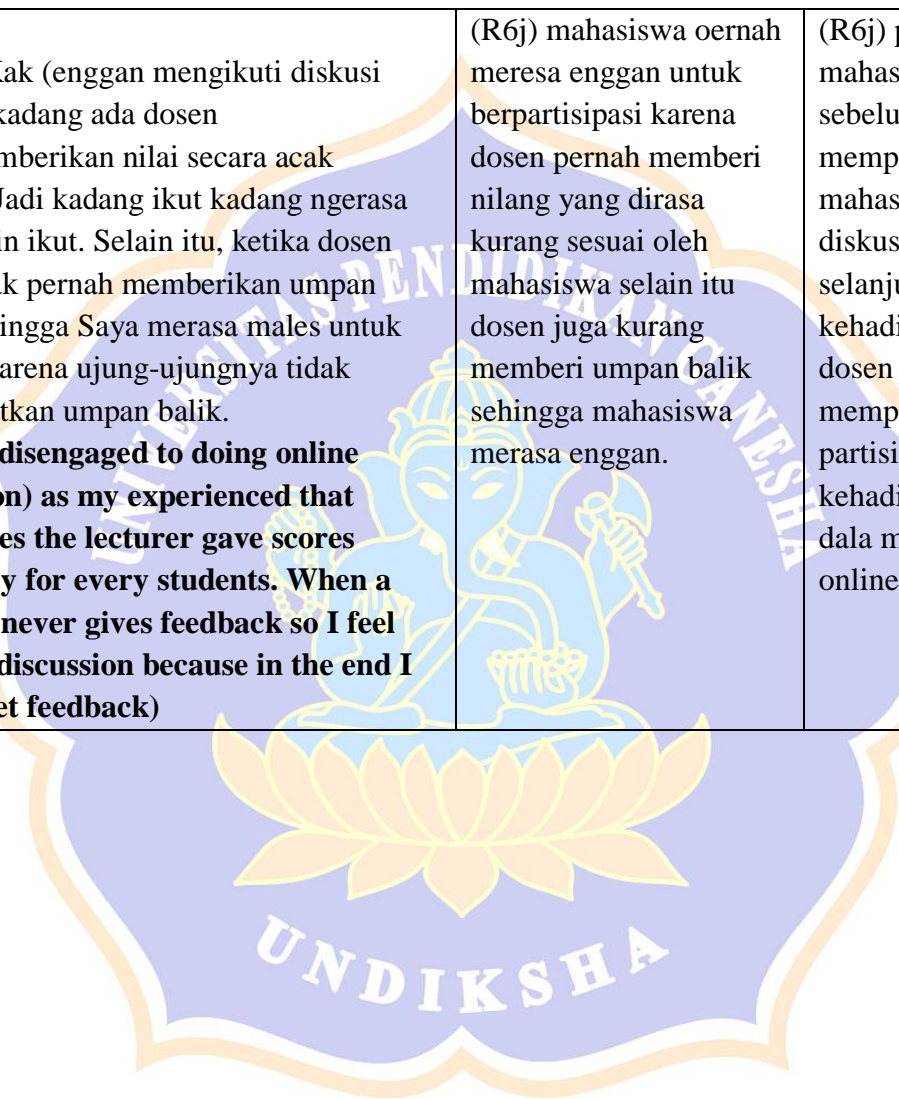 Kak (enggan mengikuti diskusi
kadang ada dosen
mberikan nilai secara acak
Jadi kadang ikut kadang ngerasa
in ikut. Selain itu, ketika dosen
ak pernah memberikan umpan
ingga Saya merasa males untuk
arena ujung-ujungnya tidak
tkan umpan balik.
disengaged to doing online
on) as my experienced that
es the lecturer gave scores
y for every students. When a
never gives feedback so I feel
discussion because in the end I
et feedback)
(R6j) mahasiswa oernah
meresa enggan untuk
berpartisipasi karena
dosen pernah memberi
nilang yang dirasa
kurang sesuai oleh
mahasiswa selain itu
dosen juga kurang
memberi umpan balik
sehingga mahasiswa
merasa enggan.
(R6j) p
mahas
sebelu
memp
mahas
diskus
selanju
kehadi
dosen
memp
partisi
kehadi
dala m
online
UNIVERSITAS PENDIDIKAN GANESHA
UNDIKSHA